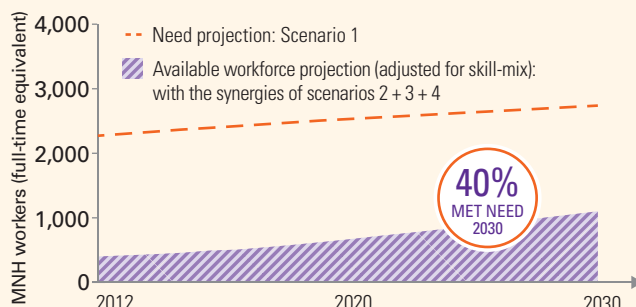 MNH workers (full-time equivalent)
4,000
3,000
2,000
1,000
0
Need projection: Scenario 1
Available workforce projection (adjusted for skill-mix):
with the synergies of scenarios 2 + 3 + 4
40%
MET NEED
2030
2012
2020
2030